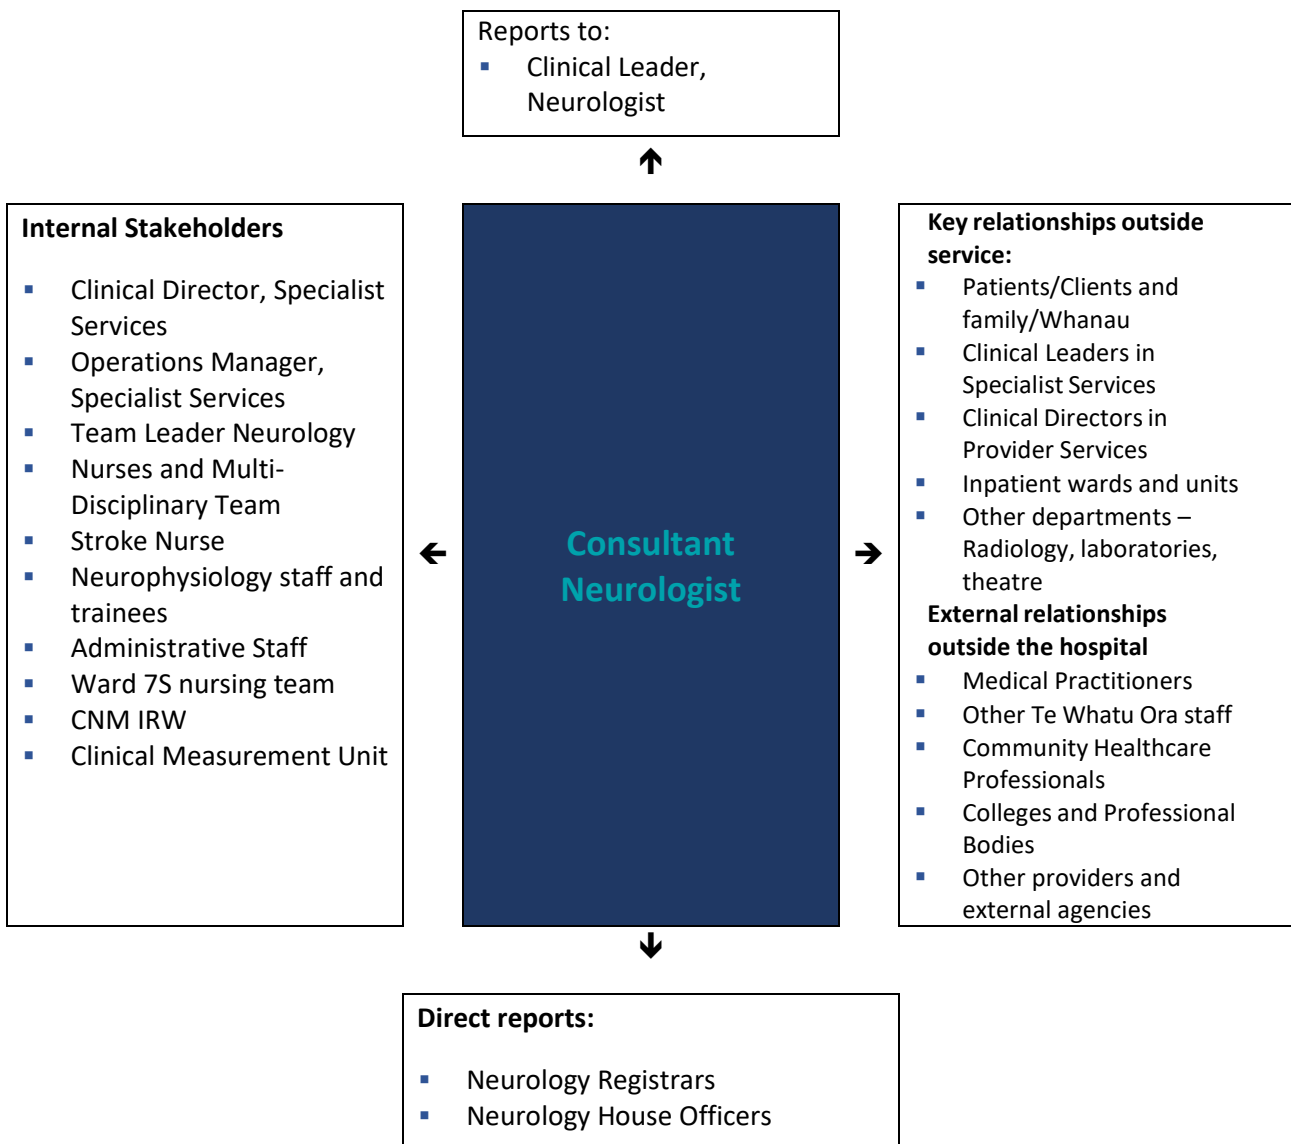 Reports to:
▪ Clinical Leader,
Neurologist
Internal Stakeholders
▪ Clinical Director, Specialist
Services
▪ Operations Manager,
Specialist Services
▪ Team Leader Neurology
▪ Nurses and Multi-
Disciplinary Team
▪ Stroke Nurse
▪ Neurophysiology staff and
trainees
▪ Administrative Staff
▪ Ward 7S nursing team
▪ CNM IRW
▪ Clinical Measurement Unit
Consultant
Neurologist
Key relationships outside
service:
▪ Patients/Clients and
family/Whanau
▪ Clinical Leaders in
Specialist Services
▪ Clinical Directors in
Provider Services
▪ Inpatient wards and units
▪ Other departments –
Radiology, laboratories,
theatre
External relationships
outside the hospital
▪ Medical Practitioners
▪ Other Te Whatu Ora staff
▪ Community Healthcare
Professionals
▪ Colleges and Professional
Bodies
▪ Other providers and
external agencies
Direct reports:
▪ Neurology Registrars
▪ Neurology House Officers